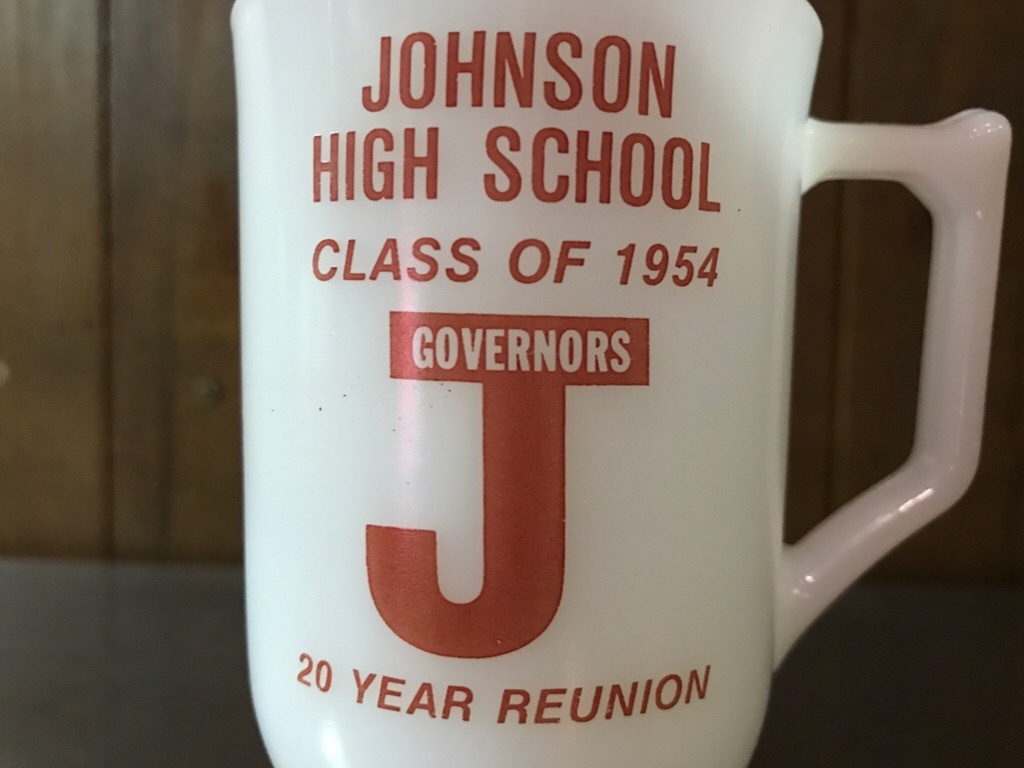 JOHNSON
HIGH SCHOOL
CLASS OF 1954
GOVERNORS
J
20 YEAR REUNION